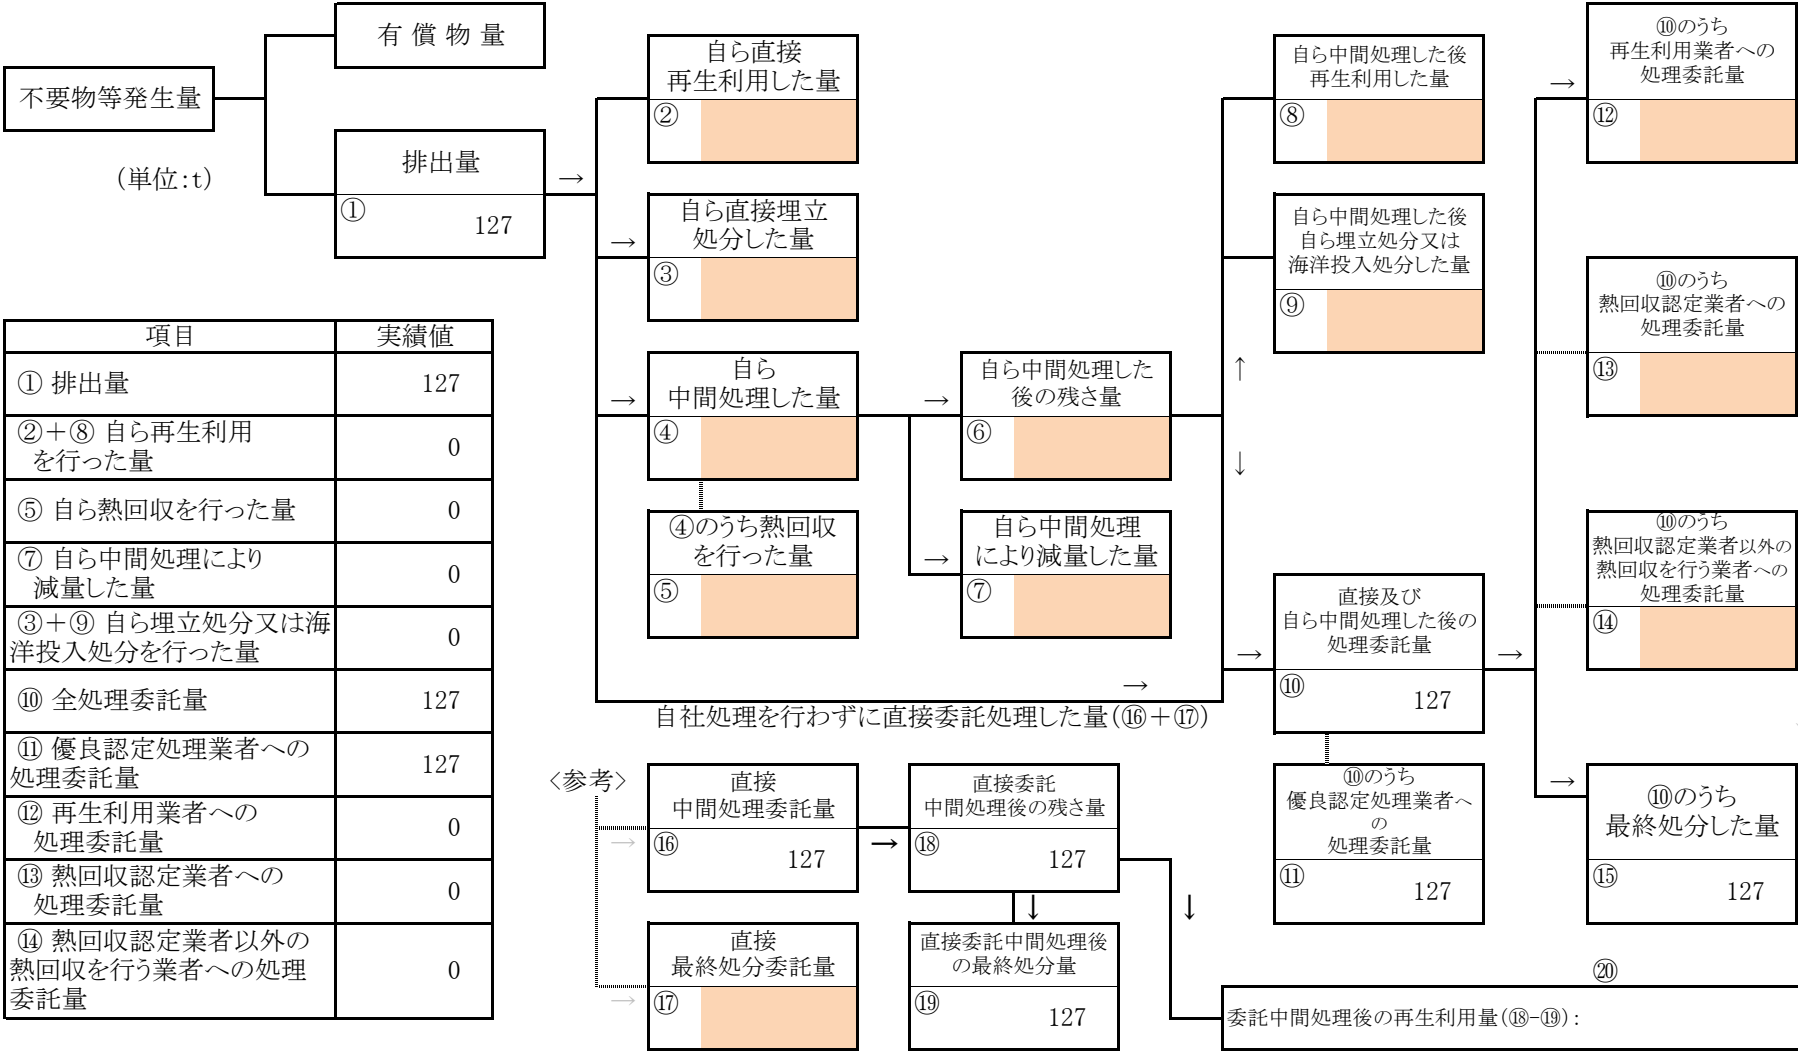 不要物等発生量
(単位:t)
有償物量
排出量
① 127
→
自ら直接
再生利用した量
②
→
自ら直接埋立
処分した量
③
→
自ら
中間処理した量
④
④のうち熱回収
を行った量
⑤
→
自ら中間処理した
後の残さ量
⑥
→
自ら中間処理
により減量した量
⑦
自ら中間処理した後
再生利用した量
⑧
自ら中間処理した後
自ら埋立処分又は
海洋投入処分した量
⑨
↑
↓
→
自社処理を行わずに直接委託処理した量(⑯+⑰)
→
直接及び
自ら中間処理した後の
処理委託量
⑩ 127
→
⑩のうち
優良認定処理業者へ
の
処理委託量
⑪ 127
→
⑩のうち
再生利用業者への
処理委託量
⑫
⑩のうち
熱回収認定業者への
処理委託量
⑬
⑩のうち
熱回収認定業者以外の
熱回収を行う業者への
処理委託量
⑭
→
⑩のうち
最終処分した量
⑮ 127
項目 実績値
① 排出量 127
②+⑧ 自ら再生利用
を行った量 0
⑤ 自ら熱回収を行った量 0
⑦ 自ら中間処理により
減量した量 0
③+⑨ 自ら埋立処分又は海
洋投入処分を行った量 0
⑩ 全処理委託量 127
⑪ 優良認定処理業者への
処理委託量 127
⑫ 再生利用業者への
処理委託量 0
⑬ 熱回収認定業者への
処理委託量 0
⑭ 熱回収認定業者以外の
熱回収を行う業者への処理
委託量 0
<参考>
→
直接
中間処理委託量
⑯ 127
→
直接委託
中間処理後の残さ量
⑱ 127
↓
↓
→
直接
最終処分委託量
⑰
直接委託中間処理後
の最終処分量
⑲ 127
⑳
委託中間処理後の再生利用量(⑱-⑲):